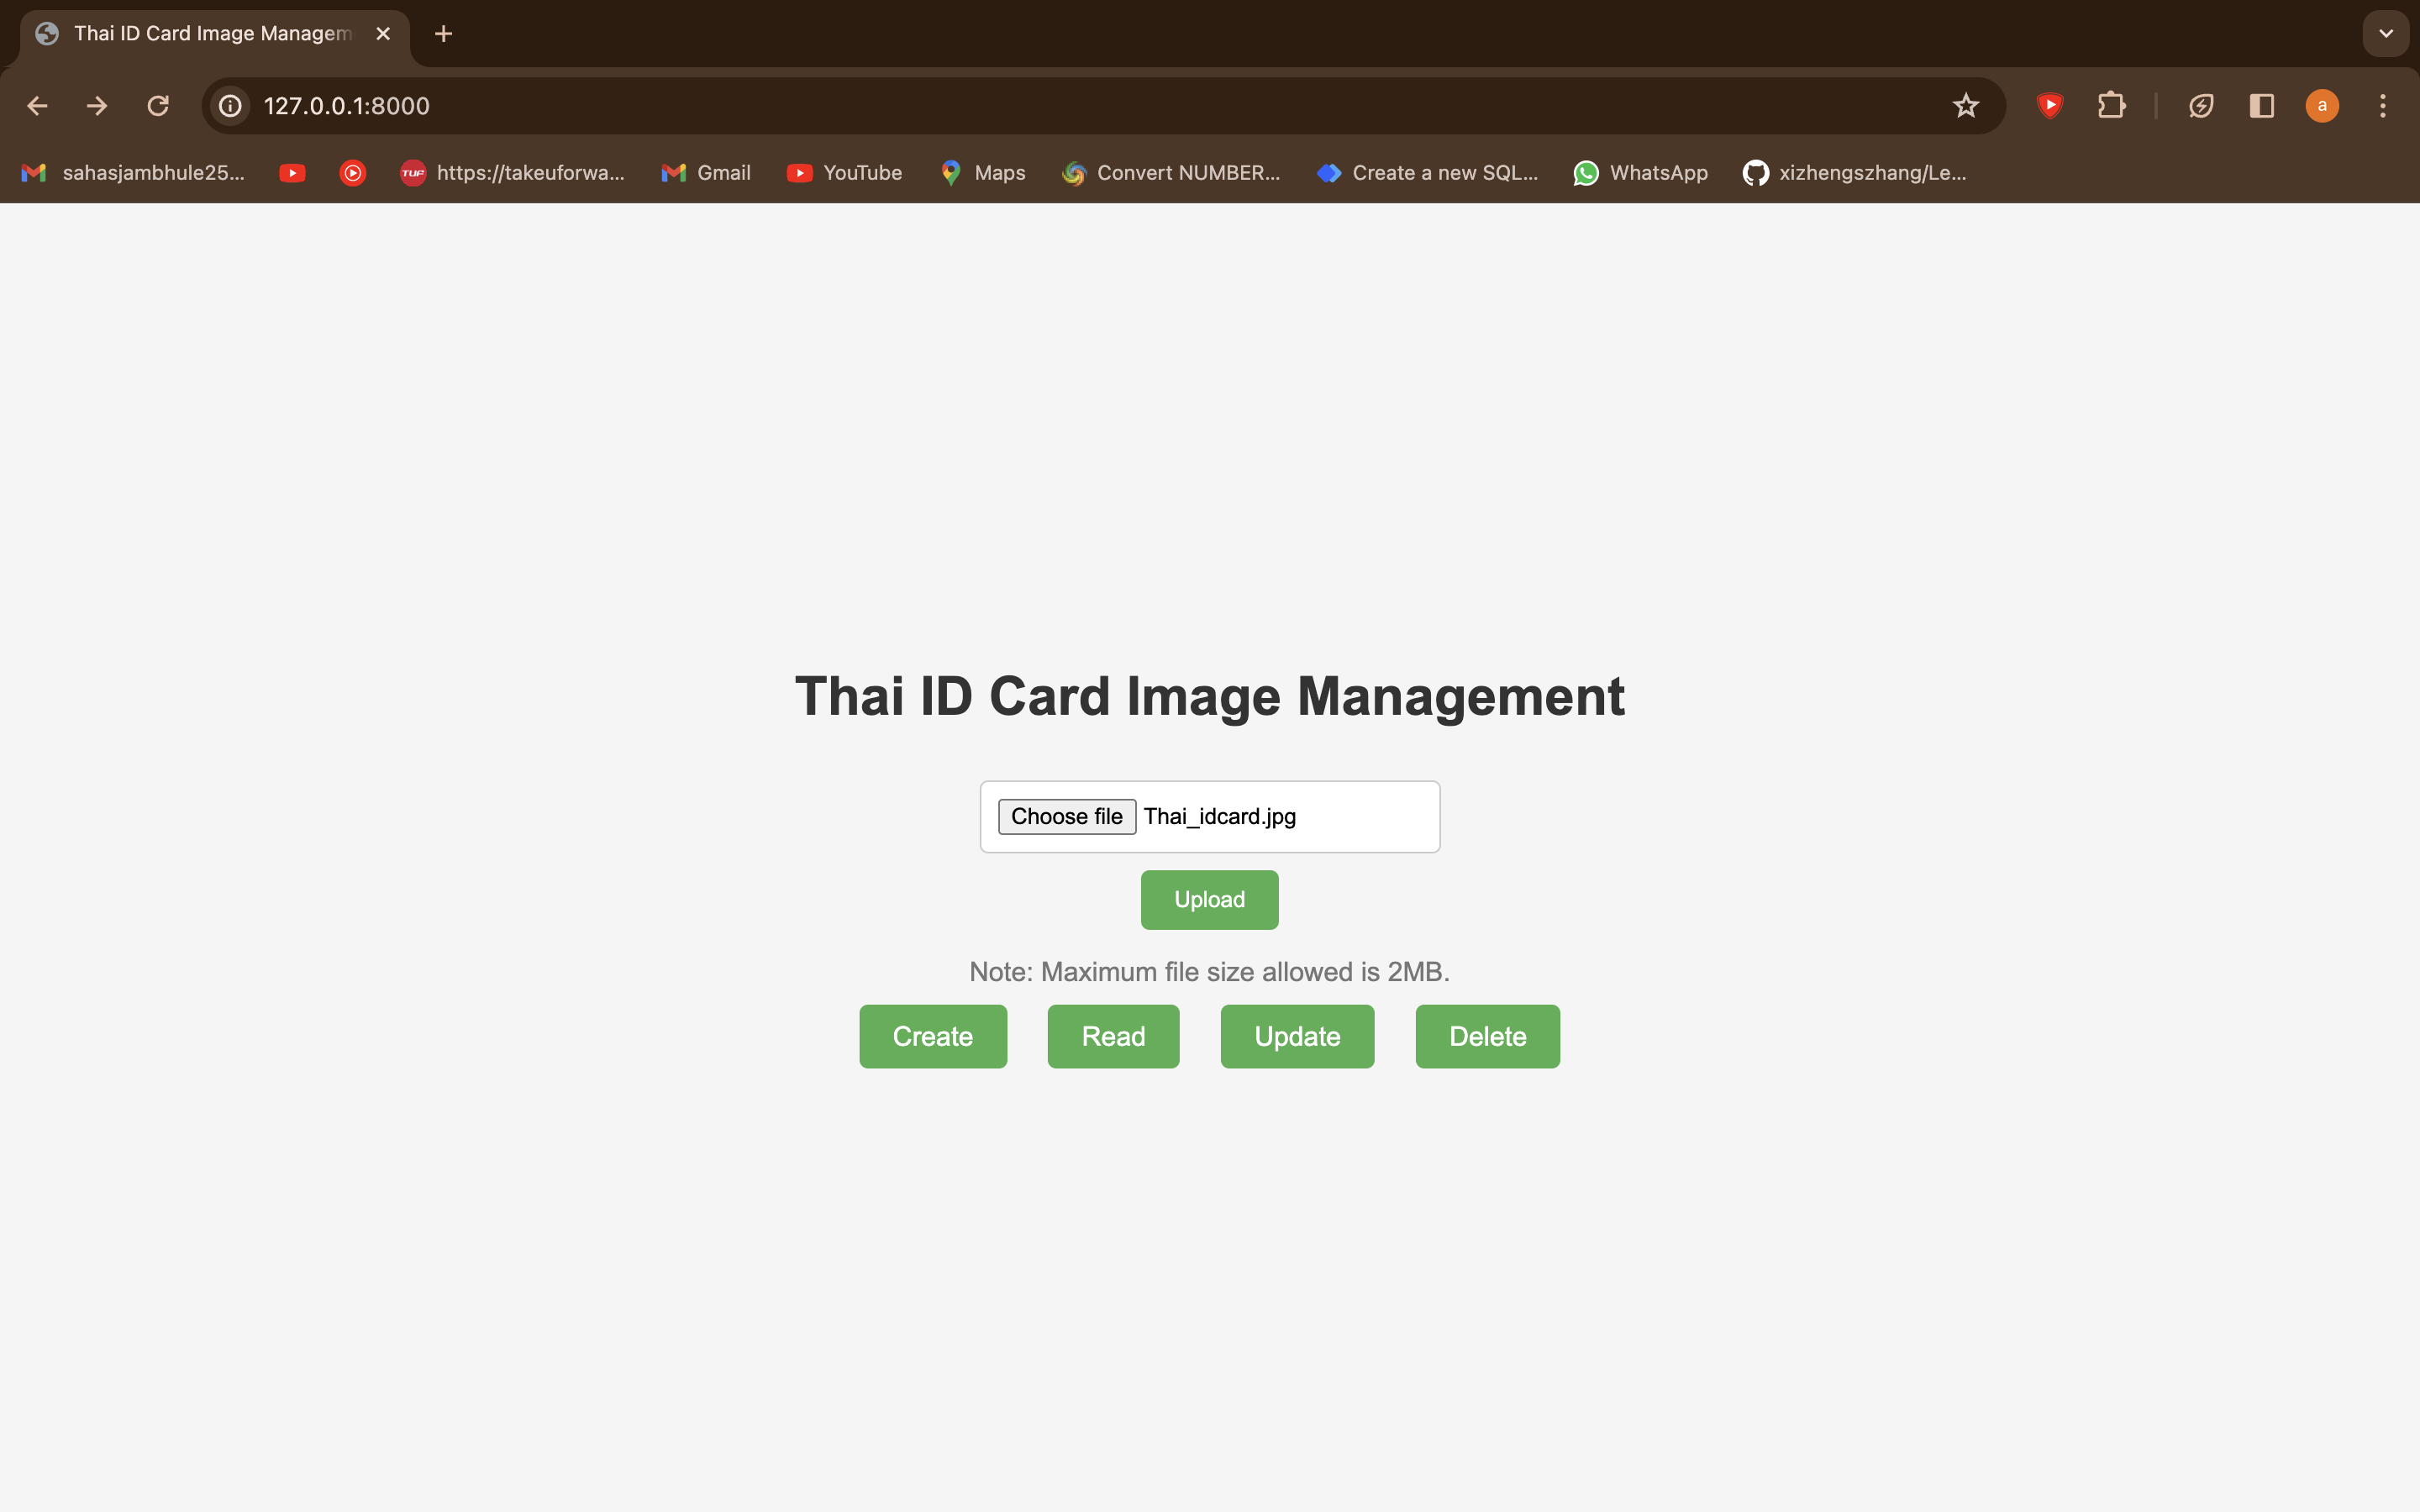 Thai ID Card Image Managem
127.0.0.1:8000
a
sahasjambhule25... TUF https://takeuforwa... Gmail YouTube Maps Convert NUMBER... Create a new SQL... WhatsApp xizhengszhang/Le...
Thai ID Card Image Management
Choose file Thai_idcard.jpg
Upload
Note: Maximum file size allowed is 2MB.
Create Read Update Delete